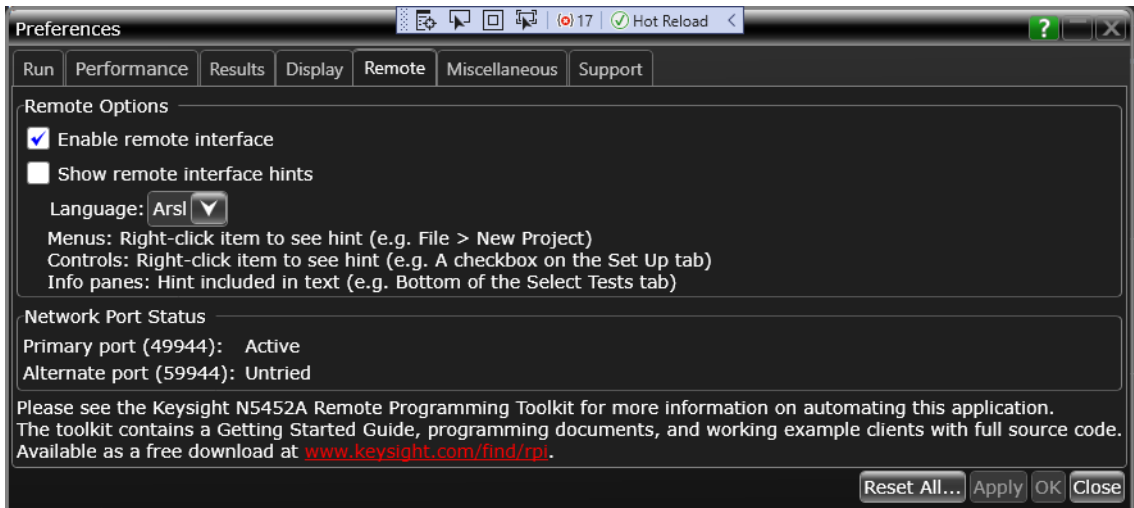 Preferences
17 Hot Reload
?
Run Performance Results Display Remote Miscellaneous Support
Remote Options
Enable remote interface
Show remote interface hints
Language: Arsl
Menus: Right-click item to see hint (e.g. File > New Project)
Controls: Right-click item to see hint (e.g. A checkbox on the Set Up tab)
Info panes: Hint included in text (e.g. Bottom of the Select Tests tab)
Network Port Status
Primary port (49944): Active
Alternate port (59944): Untried
Please see the Keysight N5452A Remote Programming Toolkit for more information on automating this application.
The toolkit contains a Getting Started Guide, programming documents, and working example clients with full source code.
Available as a free download at www.keysight.com/find/rpi.
Reset All... Apply OK Close